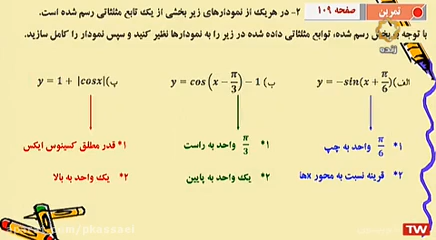 تمرین صفحه ۱۰۹
۲- در هریک از نمودارهای زیر بخشی از یک تابع مثلثاتی رسم شده است.
با توجه به بخش رسم شده، توابع مثلثاتی داده شده در زیر را به نمودارها نظیر کنید و سپس نمودار را کامل سازید.
زنده
الف) y = −sin(x + π/6) ب) y = cos(x − π/3) − 1 پ) y = 1 + |cosx|
۱* π/6 واحد به چپ ۱* π/3 واحد به راست ۱* قدر مطلق کسینوس ایکس
۲* قرینه نسبت به محور xها ۲* یک واحد به پایین ۲* یک واحد به بالا
TW